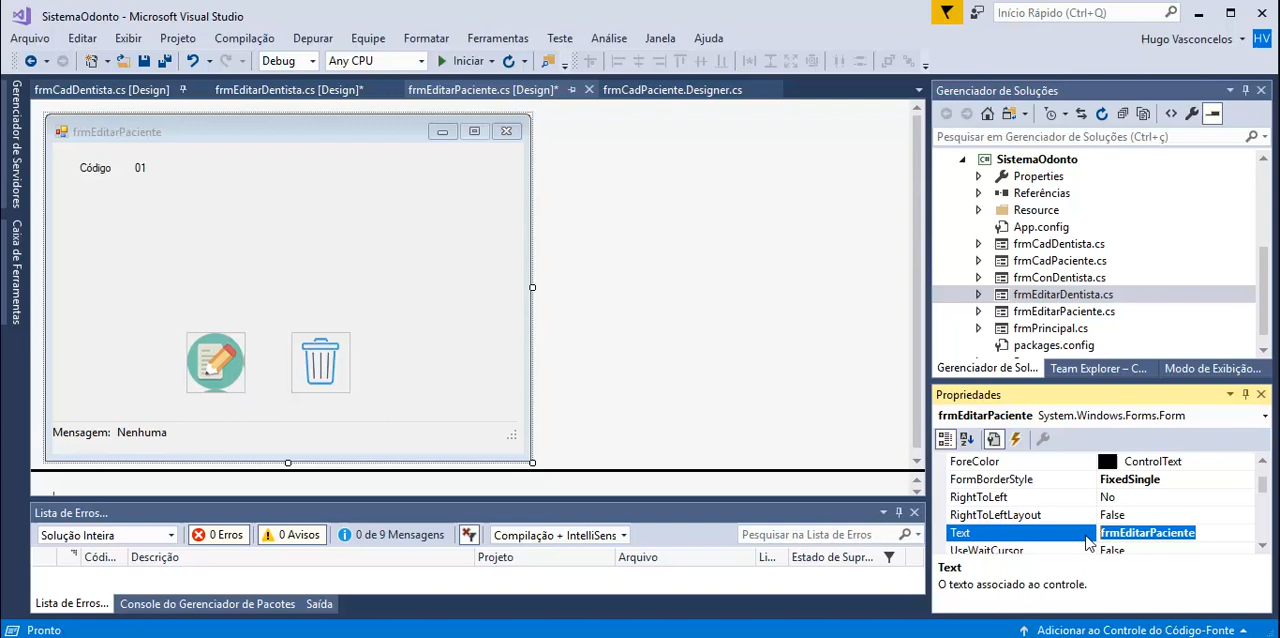 SistemaOdonto - Microsoft Visual Studio
Início Rápido (Ctrl+Q)
Arquivo Editar Exibir Projeto Compilação Depurar Equipe Formatar Ferramentas Teste Análise Janela Ajuda
Hugo Vasconcelos HV
Debug Any CPU Iniciar
frmCadDentista.cs [Design] frmEditarDentista.cs [Design]* frmEditarPaciente.cs [Design]* frmCadPaciente.Designer.cs
Gerenciador de Servidores
Caixa de Ferramentas
frmEditarPaciente
Código 01
Mensagem: Nenhuma
Gerenciador de Soluções
Pesquisar em Gerenciador de Soluções (Ctrl+ç)
SistemaOdonto
Properties
Referências
Resource
App.config
frmCadDentista.cs
frmCadPaciente.cs
frmConDentista.cs
frmEditarDentista.cs
frmEditarPaciente.cs
frmPrincipal.cs
packages.config
Gerenciador de Sol... Team Explorer – C... Modo de Exibição...
Propriedades
frmEditarPaciente System.Windows.Forms.Form
ForeColor ControlText
FormBorderStyle FixedSingle
RightToLeft No
RightToLeftLayout False
Text frmEditarPaciente
UseWaitCursor False
Text
O texto associado ao controle.
Lista de Erros...
Solução Inteira 0 Erros 0 Avisos 0 de 9 Mensagens Compilação + IntelliSens Pesquisar na Lista de Erros
Códi... Descrição Projeto Arquivo Li... Estado de Supr...
Lista de Erros... Console do Gerenciador de Pacotes Saída
Pronto
Adicionar ao Controle do Código-Fonte